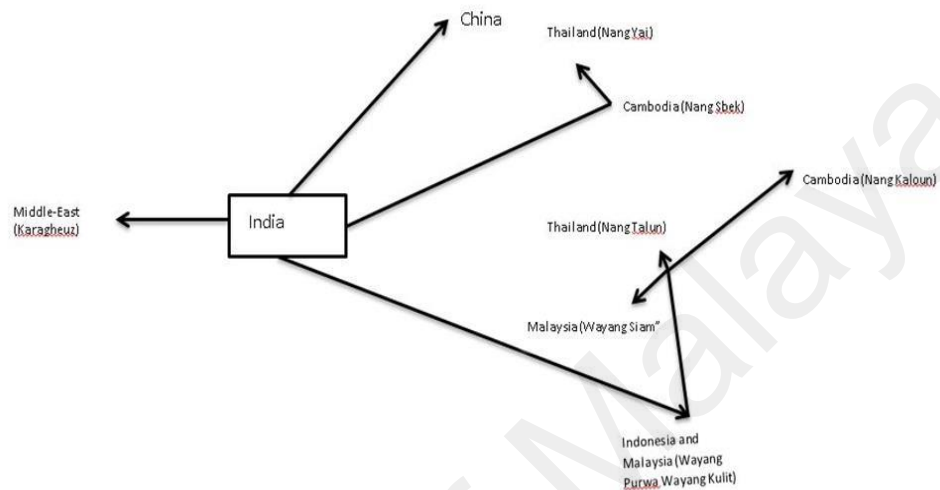 China
Thailand(Nang Yai)
Cambodia(Nang Sbek)
Cambodia(Nang Kaloun)
Middle-East
(Karagheuz)
India
Thailand(Nang Talun)
Malaysia(Wayang Siam"
Indonesia and
Malaysia(Wayang
Purwa Wayang Kulit)
Malaya